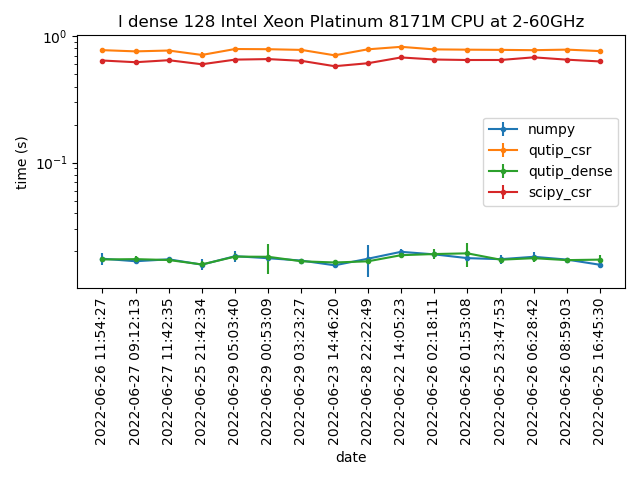 l dense 128 Intel Xeon Platinum 8171M CPU at 2-60GHz
time (s)
10⁰
10⁻¹
numpy
qutip_csr
qutip_dense
scipy_csr
2022-06-26 11:54:27
2022-06-27 09:12:13
2022-06-27 11:42:35
2022-06-25 21:42:34
2022-06-29 05:03:40
2022-06-29 00:53:09
2022-06-29 03:23:27
2022-06-23 14:46:20
2022-06-28 22:22:49
2022-06-22 14:05:23
2022-06-26 02:18:11
2022-06-26 01:53:08
2022-06-25 23:47:53
2022-06-26 06:28:42
2022-06-26 08:59:03
2022-06-25 16:45:30
date